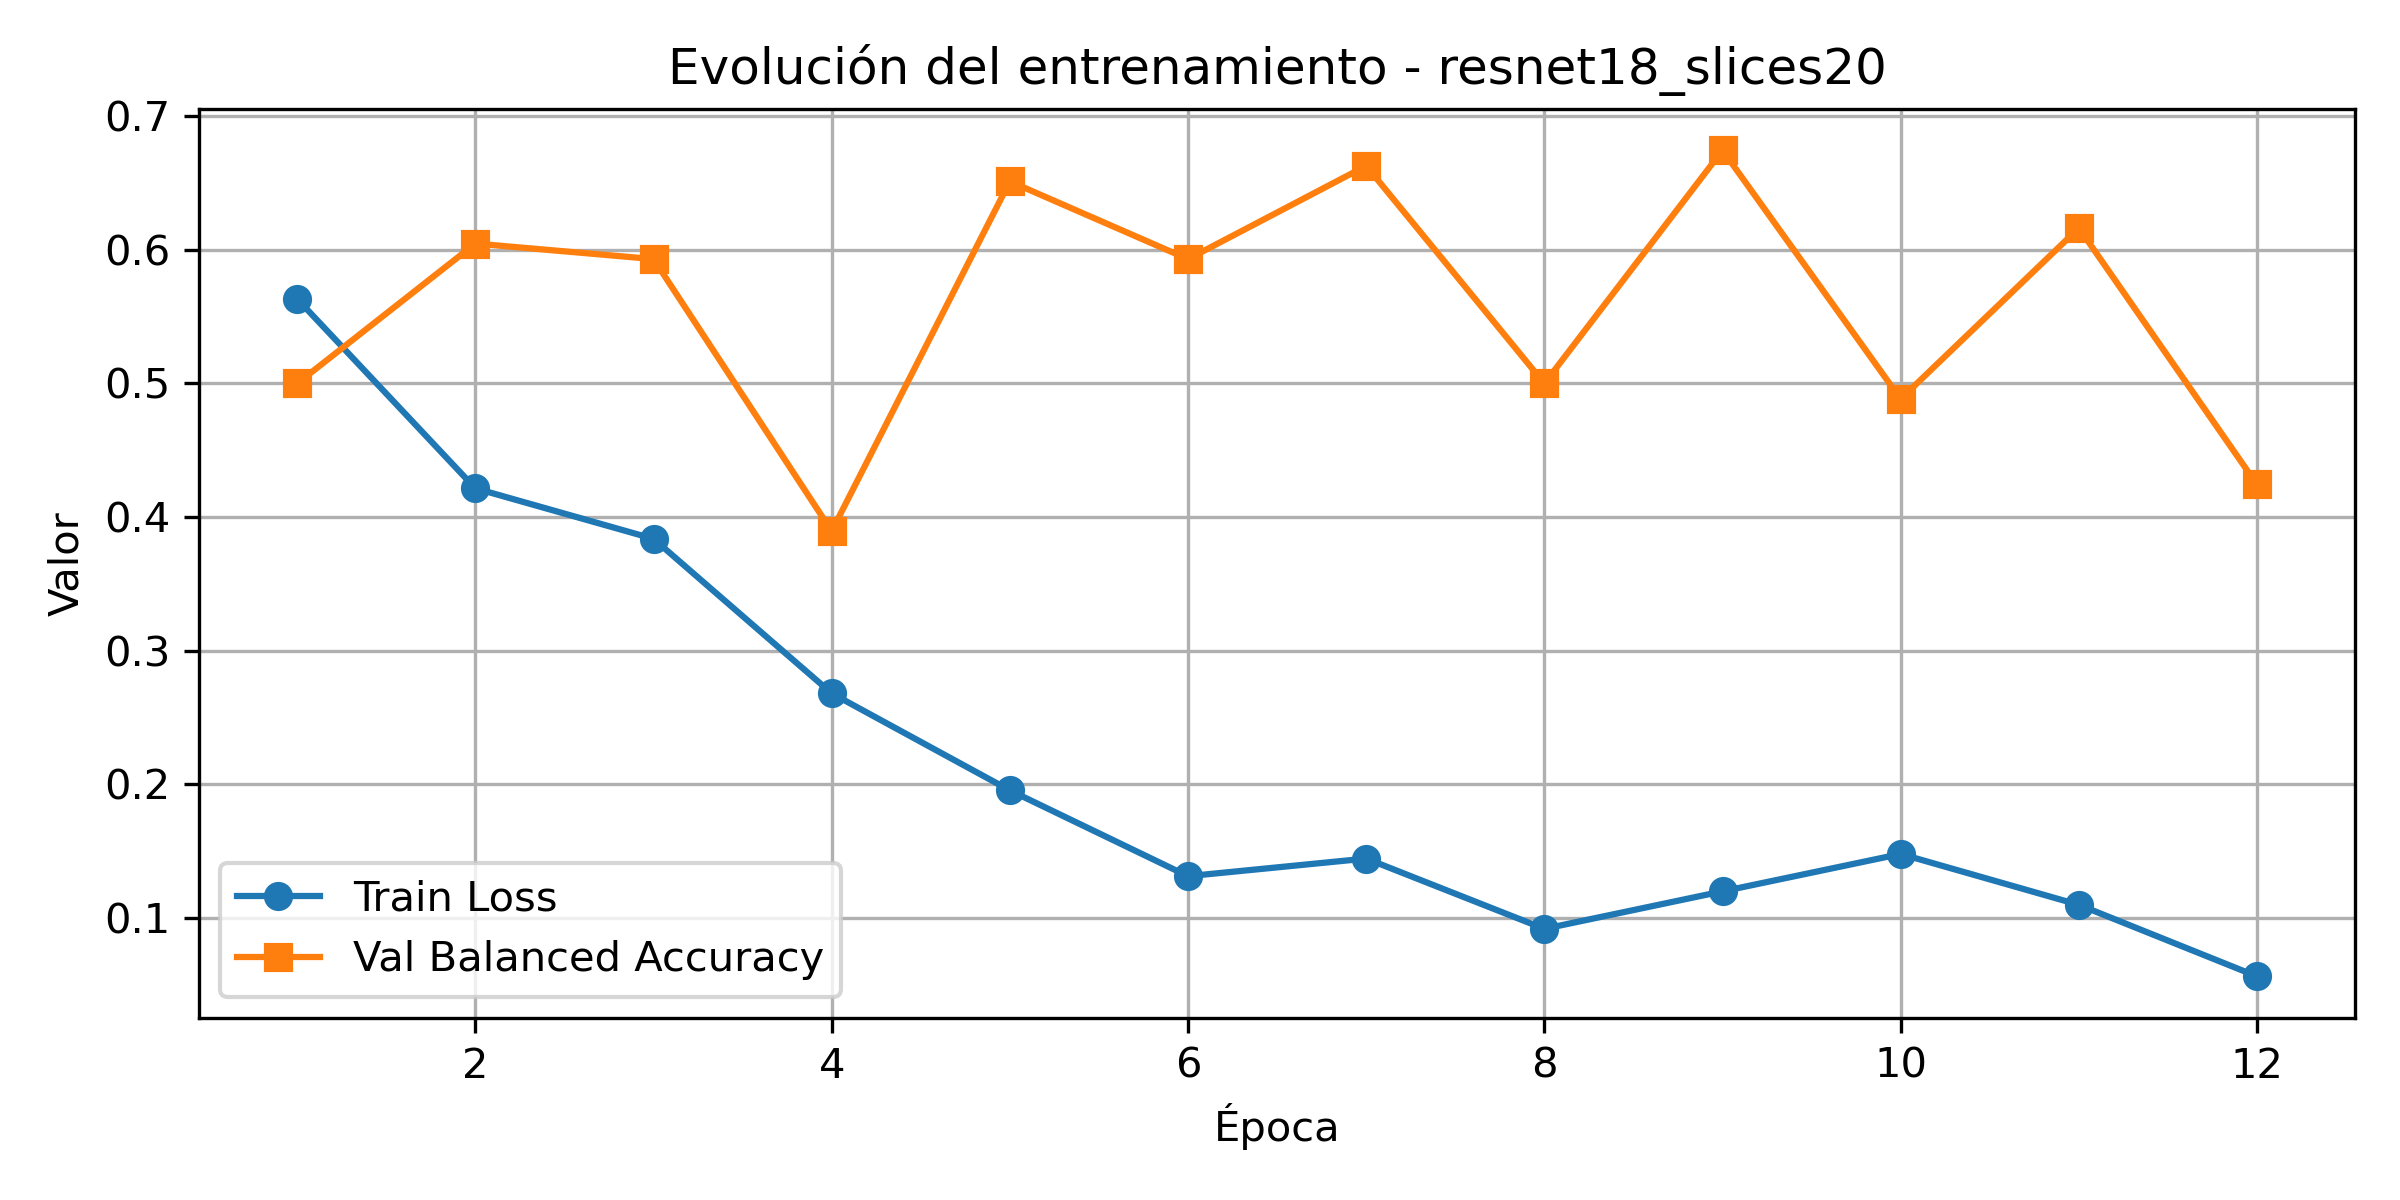 Evolución del entrenamiento - resnet18_slices20
0.7
0.6
0.5
0.4
0.3
0.2
0.1
Valor
Train Loss
Val Balanced Accuracy
2 4 6 8 10 12
Época